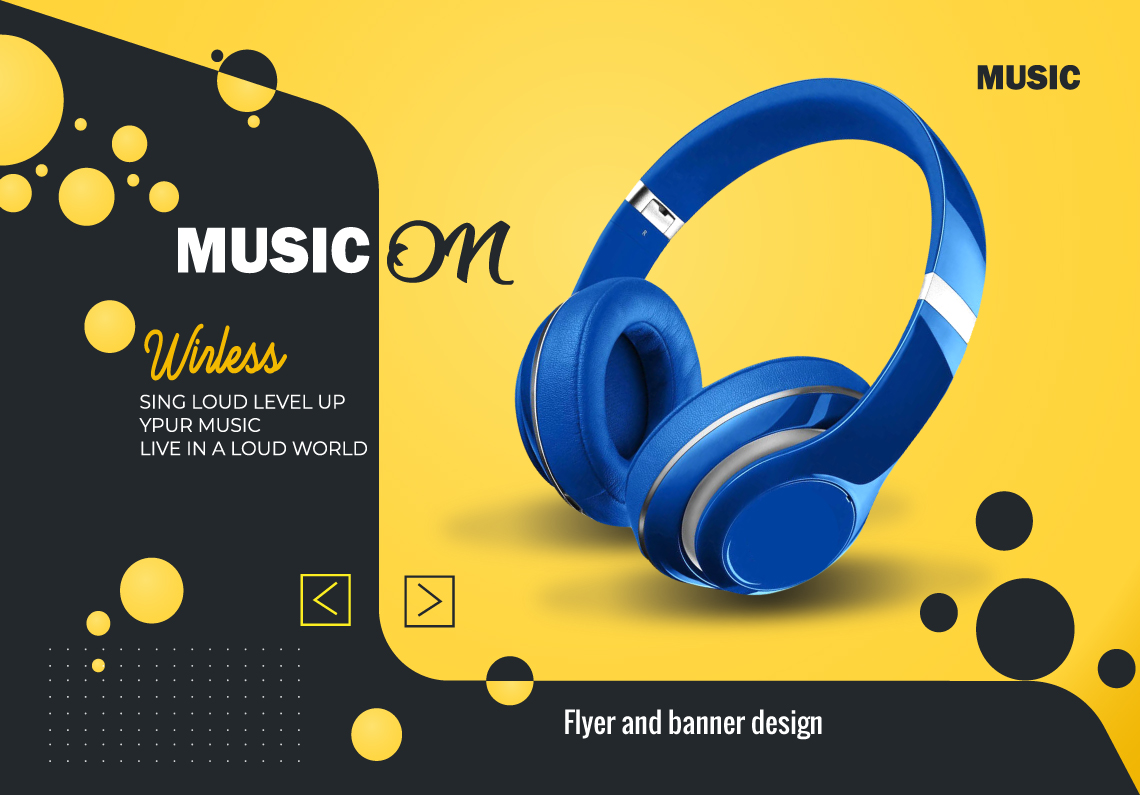 MUSIC
MUSIC ON
Wirless
SING LOUD LEVEL UP
YPUR MUSIC
LIVE IN A LOUD WORLD
Flyer and banner design